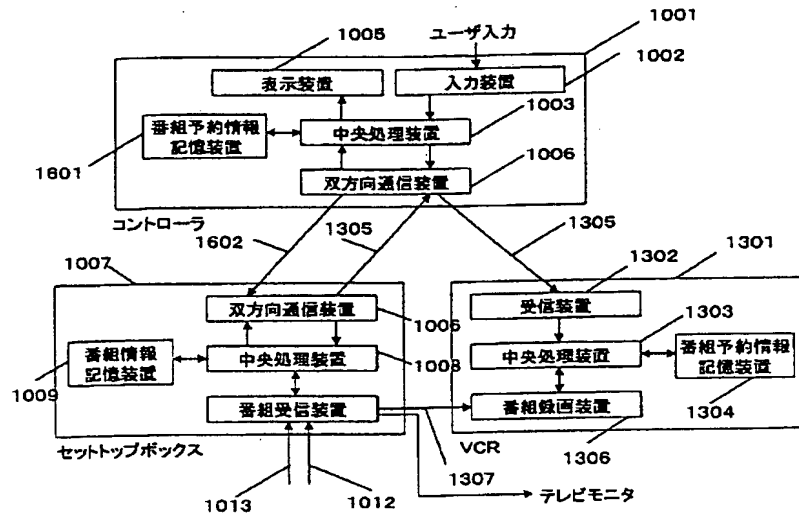 1005
ユーザ入力
1001
1002
表示装置
入力装置
1003
番組予約情報
記憶装置
中央処理装置
1006
1601
双方向通信装置
コントローラ
1602
1305
1305
1007
1302
1301
双方向通信装置
1006
受信装置
1303
番組情報
記憶装置
中央処理装置
1008
中央処理装置
番組予約情報
記憶装置
1009
番組受信装置
番組録画装置
1304
セットトップボックス
VCR
1307
1306
1013
1012
テレビモニタ